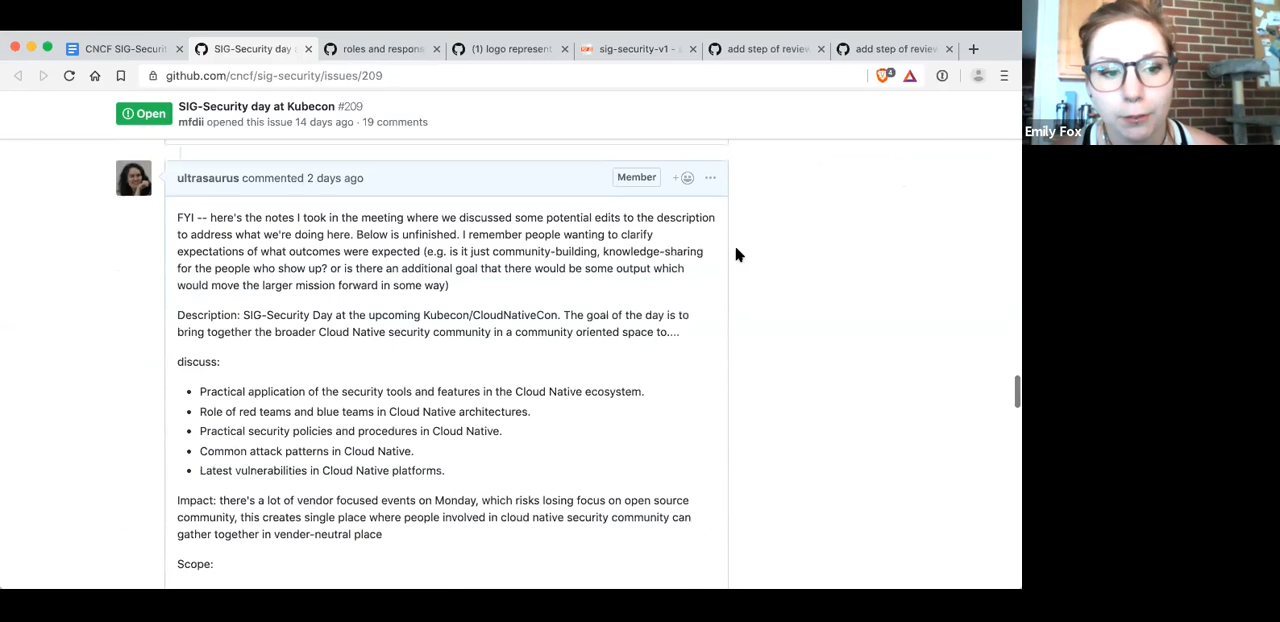 CNCF SIG-Securit
SIG-Security day
roles and respons
(1) logo represent
sig-security-v1 -
add step of review
add step of review
github.com/cncf/sig-security/issues/209
4
Open
SIG-Security day at Kubecon #209
mfdii opened this issue 14 days ago · 19 comments
Emily Fox
ultrasaurus commented 2 days ago
Member
FYI -- here's the notes I took in the meeting where we discussed some potential edits to the description
to address what we're doing here. Below is unfinished. I remember people wanting to clarify
expectations of what outcomes were expected (e.g. is it just community-building, knowledge-sharing
for the people who show up? or is there an additional goal that there would be some output which
would move the larger mission forward in some way)
Description: SIG-Security Day at the upcoming Kubecon/CloudNativeCon. The goal of the day is to
bring together the broader Cloud Native security community in a community oriented space to....
discuss:
• Practical application of the security tools and features in the Cloud Native ecosystem.
• Role of red teams and blue teams in Cloud Native architectures.
• Practical security policies and procedures in Cloud Native.
• Common attack patterns in Cloud Native.
• Latest vulnerabilities in Cloud Native platforms.
Impact: there's a lot of vendor focused events on Monday, which risks losing focus on open source
community, this creates single place where people involved in cloud native security community can
gather together in vender-neutral place
Scope: